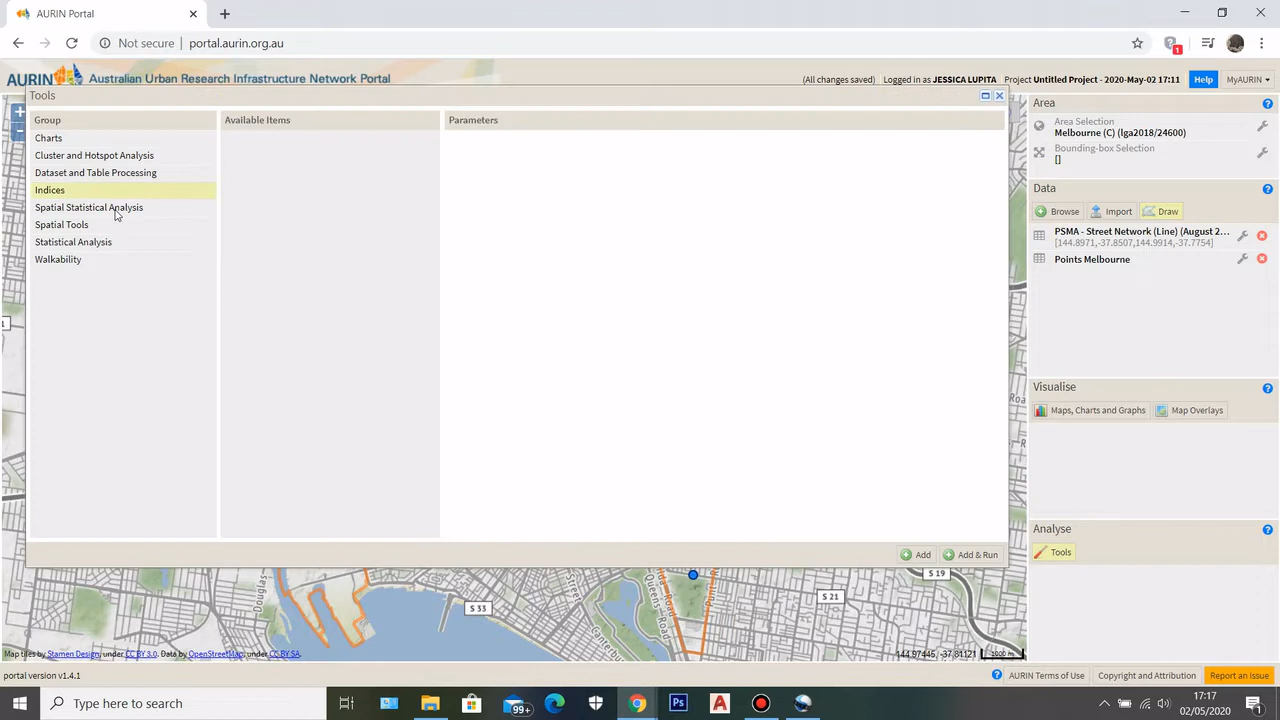 AURIN Portal
Not secure
portal.aurin.org.au
1
AURIN Australian Urban Research Infrastructure Network Portal
(All changes saved) Logged in as JESSICA LUPITA Project Untitled Project - 2020-May-02 17:11 Help MyAURIN
Tools
Group
Charts
Cluster and Hotspot Analysis
Dataset and Table Processing
Indices
Spatial Statistical Analysis
Spatial Tools
Statistical Analysis
Walkability
Available Items
Parameters
Add
Add & Run
Area
Area Selection
Melbourne (C) (lga2018/24600)
Bounding-box Selection
[]
Data
Browse Import Draw
PSMA - Street Network (Line) (August 2...
[144.8971,-37.8507,144.9914,-37.7754]
Points Melbourne
Visualise
Maps, Charts and Graphs Map Overlays
Analyse
Tools
Douglas
S 33
Street
Canterbury
Queens Road
Punt
S 19
S 21
Map tiles by Stamen Design, under CC BY 3.0. Data by OpenStreetMap, under CC BY SA.
144.97445, -37.81121
1000 m
portal version v1.4.1
AURIN Terms of Use Copyright and Attribution Report an Issue
Type here to search
99+
Ps
A
17:17
02/05/2020
1